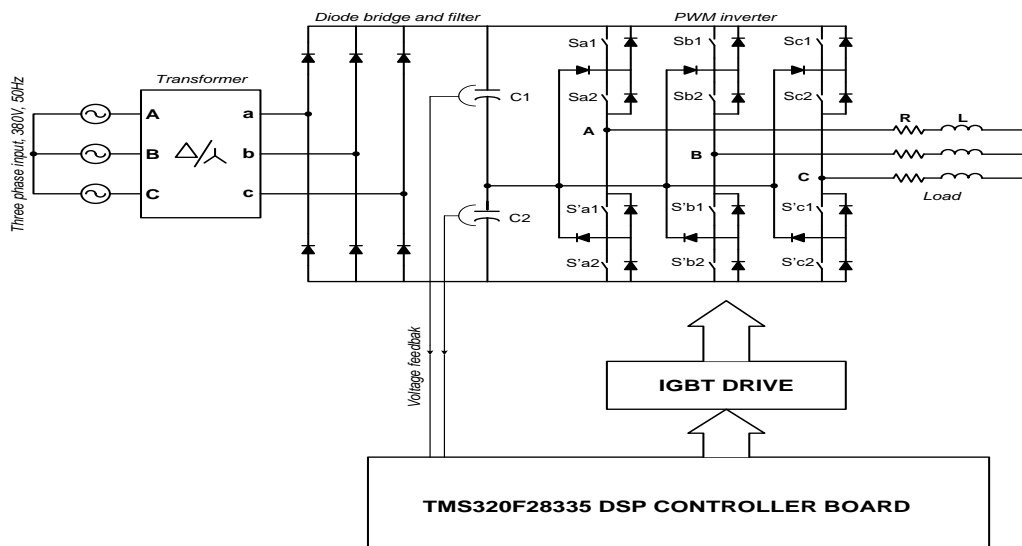 Diode bridge and filter
PWM inverter
Three phase input, 380V, 50Hz
Transformer
A
B
C
a
b
c
C1
C2
Sa1
Sb1
Sc1
Sa2
Sb2
Sc2
A
B
C
R
L
Load
S'a1
S'b1
S'c1
S'a2
S'b2
S'c2
Voltage feedbak
IGBT DRIVE
TMS320F28335 DSP CONTROLLER BOARD